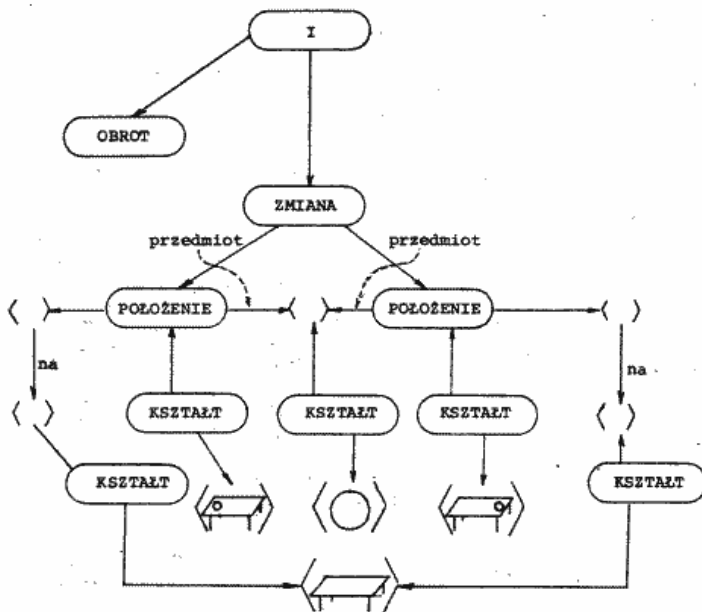 I
OBROT
ZMIANA
przedmiot przedmiot
POŁOŻENIE POŁOŻENIE
na na
KSZTAŁT KSZTAŁT KSZTAŁT
KSZTAŁT KSZTAŁT